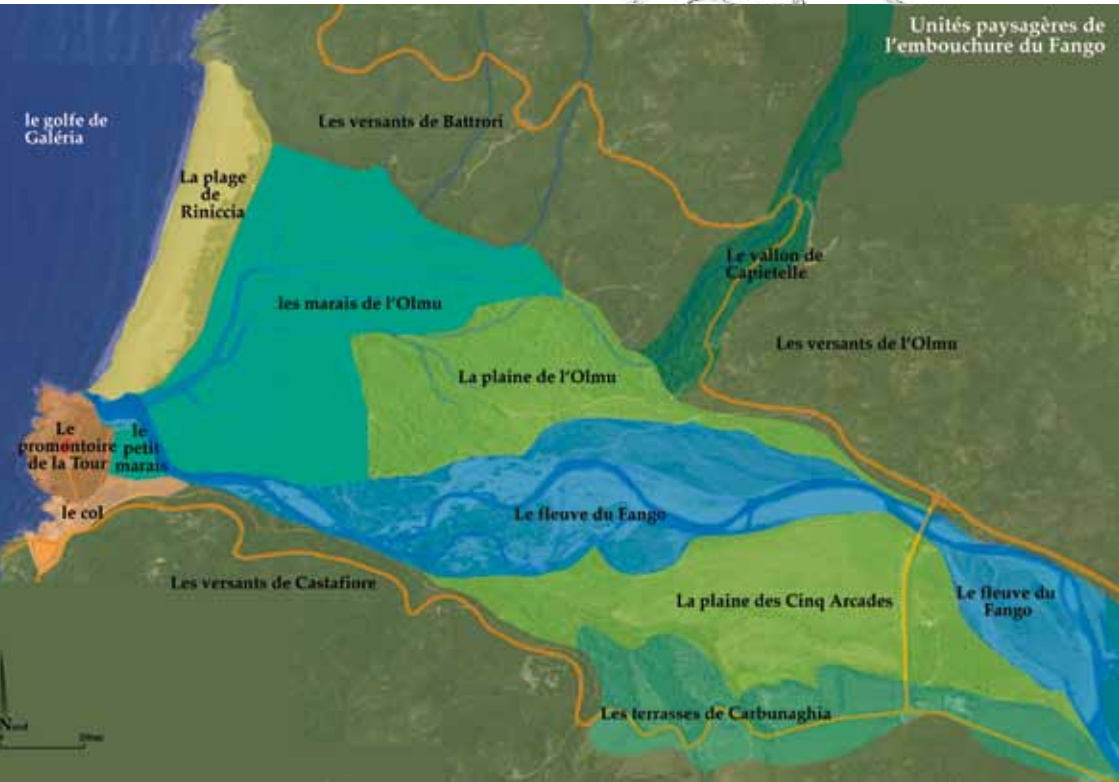 Unités paysagères de
l'embouchure du Fango
le golfe de
Galéria
Les versants de Battrori
La plage
de
Riniccia
Le vallon de
Capietelle
les marais de l'Olmu
Les versants de l'Olmu
La plaine de l'Olmu
Le
promontoire
de la Tour
le
petit
marais
le col
Le fleuve du Fango
Les versants de Castafiore
La plaine des Cinq Arcades
Le fleuve du
Fango
Les terrasses de Carbunaghia
Nord